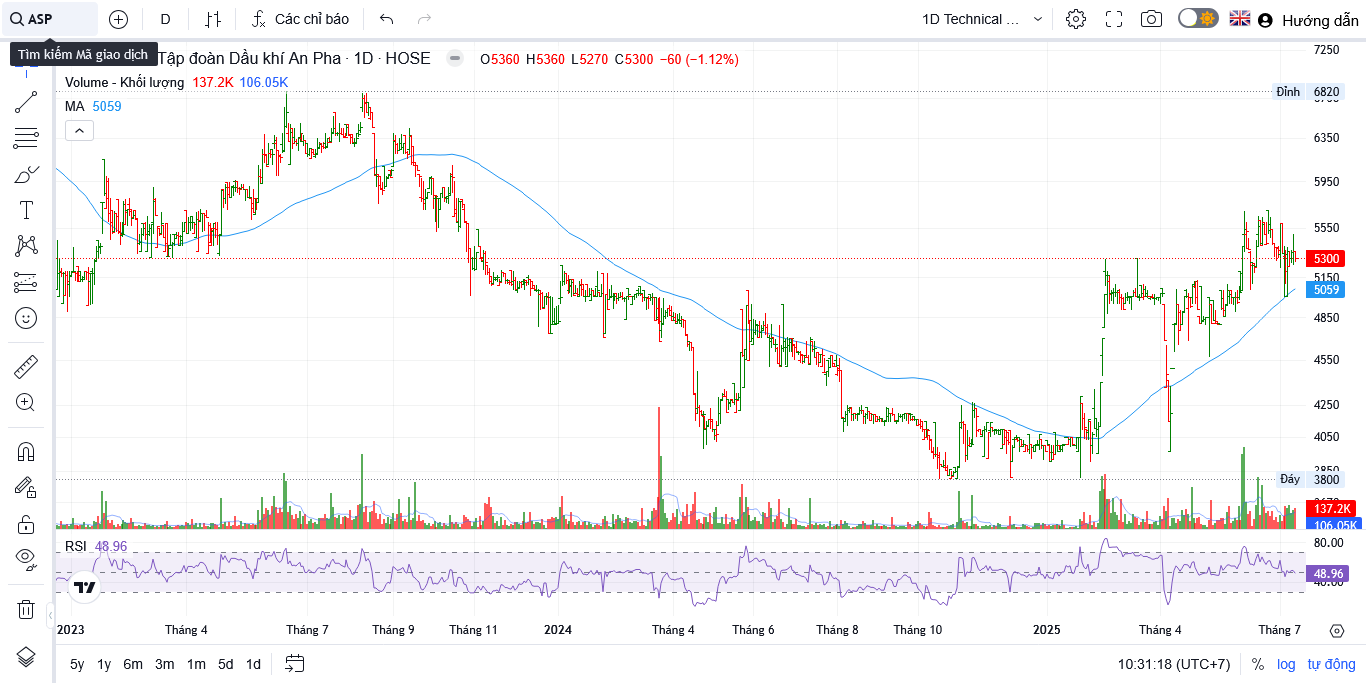 ASP
D
Các chỉ báo
1D Technical ...
Hướng dẫn
Tìm kiếm Mã giao dịch
Tập đoàn Dầu khí An Pha · 1D · HOSE
O5360 H5360 L5270 C5300 −60 (−1.12%)
Volume - Khối lượng 137.2K 106.05K
MA 5059
7250
Đỉnh 6820
6350
5950
5550
5300
5150
5059
4850
4550
4250
4050
3850
Đáy 3800
137.2K
106.05K
RSI 48.96
80.00
48.96
40.00
2023 Tháng 4 Tháng 7 Tháng 9 Tháng 11 2024 Tháng 4 Tháng 6 Tháng 8 Tháng 10 2025 Tháng 4 Tháng 7
5y 1y 6m 3m 1m 5d 1d
10:31:18 (UTC+7) % log tự động